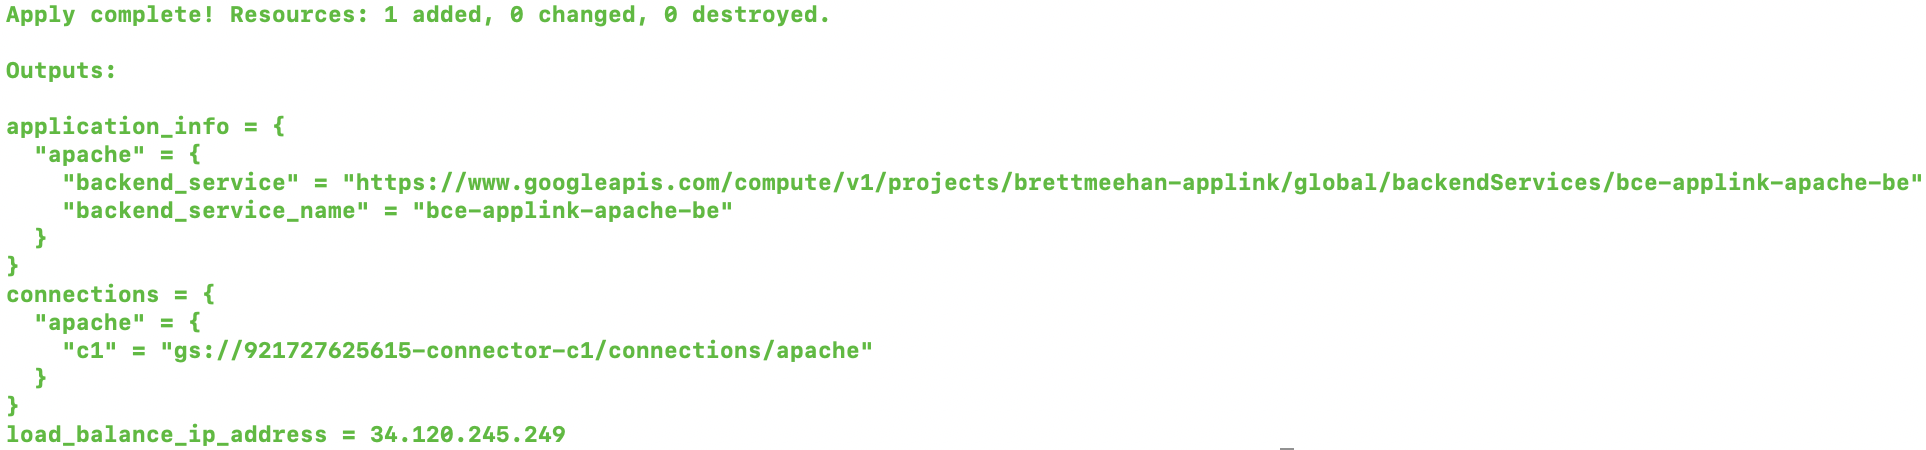 Apply complete! Resources: 1 added, 0 changed, 0 destroyed.

Outputs:

application_info = {
  "apache" = {
    "backend_service" = "https://www.googleapis.com/compute/v1/projects/brettmeehan-applink/global/backendServices/bce-applink-apache-be"
    "backend_service_name" = "bce-applink-apache-be"
  }
}
connections = {
  "apache" = {
    "c1" = "gs://921727625615-connector-c1/connections/apache"
  }
}
load_balance_ip_address = 34.120.245.249